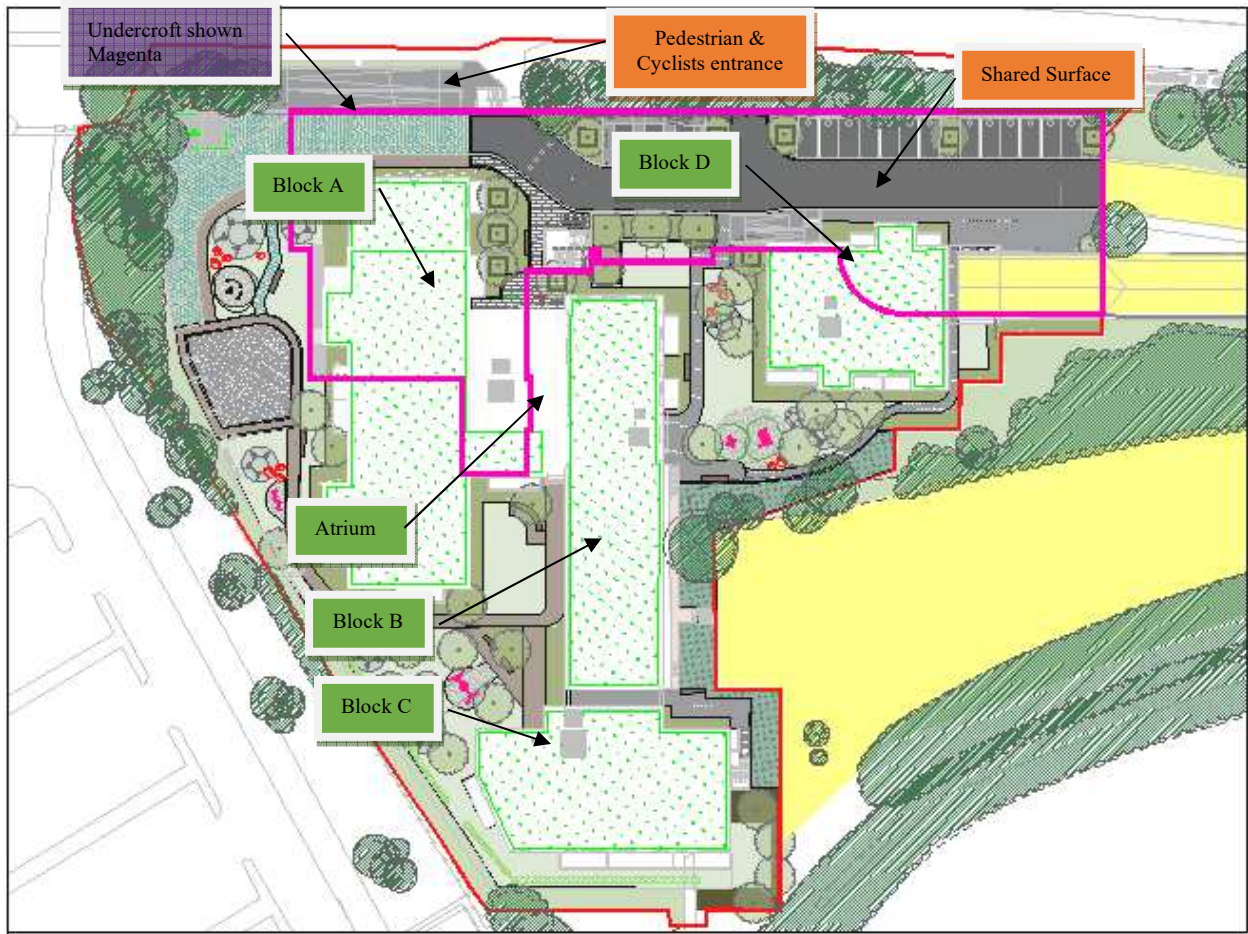 Undercroft shown
Magenta
Pedestrian &
Cyclists entrance
Shared Surface
Block D
Block A
Atrium
Block B
Block C